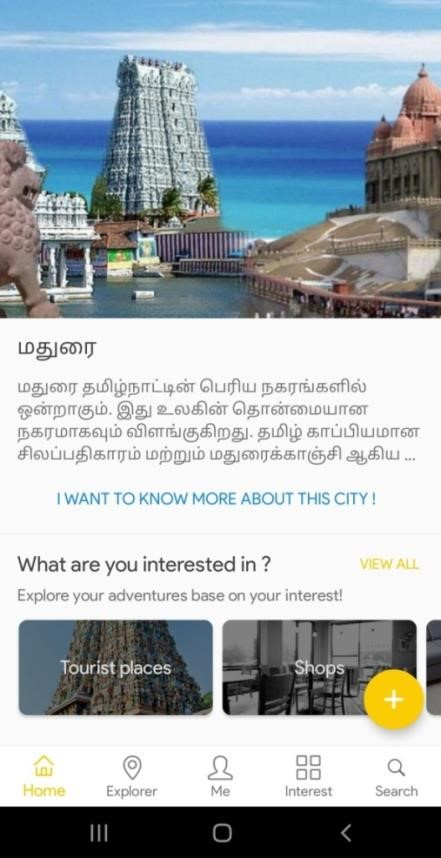 மதுரை
மதுரை தமிழ்நாட்டின் பெரிய நகரங்களில்
ஒன்றாகும். இது உலகின் தொன்மையான
நகரமாகவும் விளங்குகிறது. தமிழ் காப்பியமான
சிலப்பதிகாரம் மற்றும் மதுரைக்காஞ்சி ஆகிய ...
I WANT TO KNOW MORE ABOUT THIS CITY !
What are you interested in ?
VIEW ALL
Explore your adventures base on your interest!
Tourist places
Shops
Home
Explorer
Me
Interest
Search